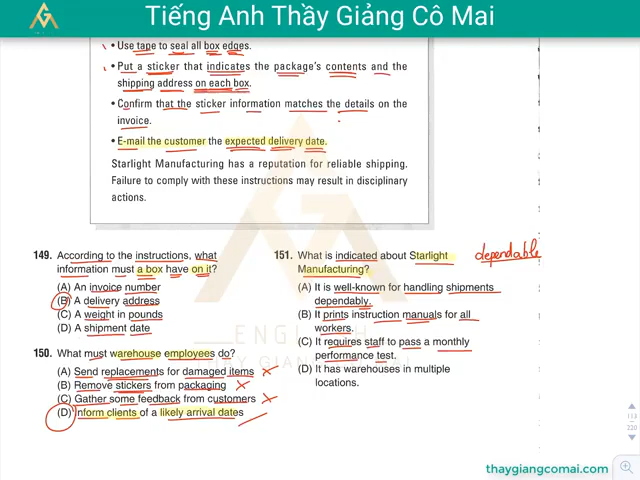 Tiếng Anh Thầy Giảng Cô Mai
• Use tape to seal all box edges.
• Put a sticker that indicates the package's contents and the
shipping address on each box.
• Confirm that the sticker information matches the details on the
invoice.
• E-mail the customer the expected delivery date.
Starlight Manufacturing has a reputation for reliable shipping.
Failure to comply with these instructions may result in disciplinary
actions.
149. According to the instructions, what
information must a box have on it?
(A) An invoice number
(B) A delivery address
(C) A weight in pounds
(D) A shipment date
150. What must warehouse employees do?
(A) Send replacements for damaged items
(B) Remove stickers from packaging
(C) Gather some feedback from customers
(D) Inform clients of a likely arrival dates
151. What is indicated about Starlight
Manufacturing?
dependable
(A) It is well-known for handling shipments
dependably.
(B) It prints instruction manuals for all
workers.
(C) It requires staff to pass a monthly
performance test.
(D) It has warehouses in multiple
locations.
113
220
thaygiangcomai.com